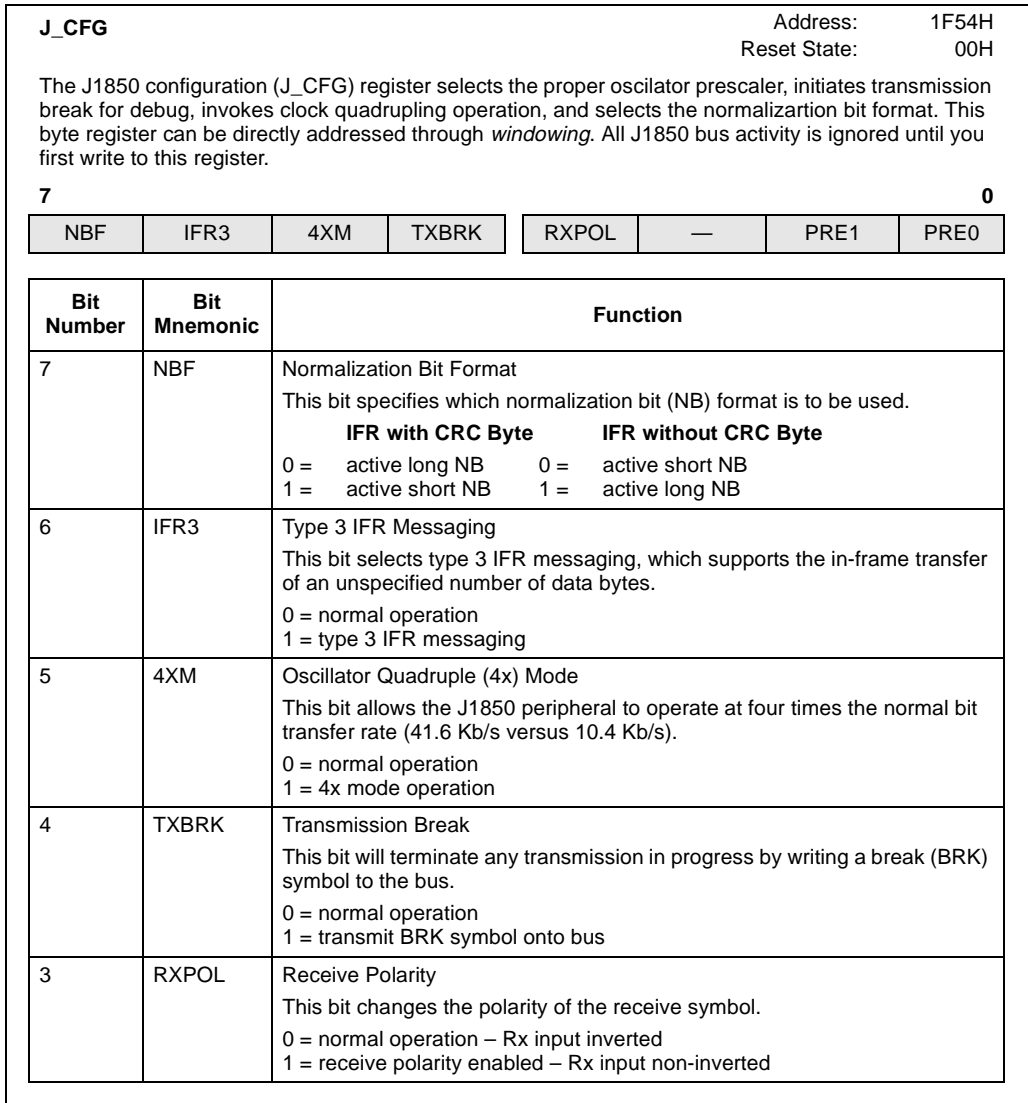 J_CFG
Address: 1F54H
Reset State: 00H
The J1850 configuration (J_CFG) register selects the proper oscilator prescaler, initiates transmission
break for debug, invokes clock quadrupling operation, and selects the normalizartion bit format. This
byte register can be directly addressed through windowing. All J1850 bus activity is ignored until you
first write to this register.
7 0
NBF IFR3 4XM TXBRK RXPOL — PRE1 PRE0
Bit Number Bit Mnemonic Function
7 NBF Normalization Bit Format
This bit specifies which normalization bit (NB) format is to be used.
IFR with CRC Byte IFR without CRC Byte
0 = active long NB 0 = active short NB
1 = active short NB 1 = active long NB
6 IFR3 Type 3 IFR Messaging
This bit selects type 3 IFR messaging, which supports the in-frame transfer
of an unspecified number of data bytes.
0 = normal operation
1 = type 3 IFR messaging
5 4XM Oscillator Quadruple (4x) Mode
This bit allows the J1850 peripheral to operate at four times the normal bit
transfer rate (41.6 Kb/s versus 10.4 Kb/s).
0 = normal operation
1 = 4x mode operation
4 TXBRK Transmission Break
This bit will terminate any transmission in progress by writing a break (BRK)
symbol to the bus.
0 = normal operation
1 = transmit BRK symbol onto bus
3 RXPOL Receive Polarity
This bit changes the polarity of the receive symbol.
0 = normal operation – Rx input inverted
1 = receive polarity enabled – Rx input non-inverted